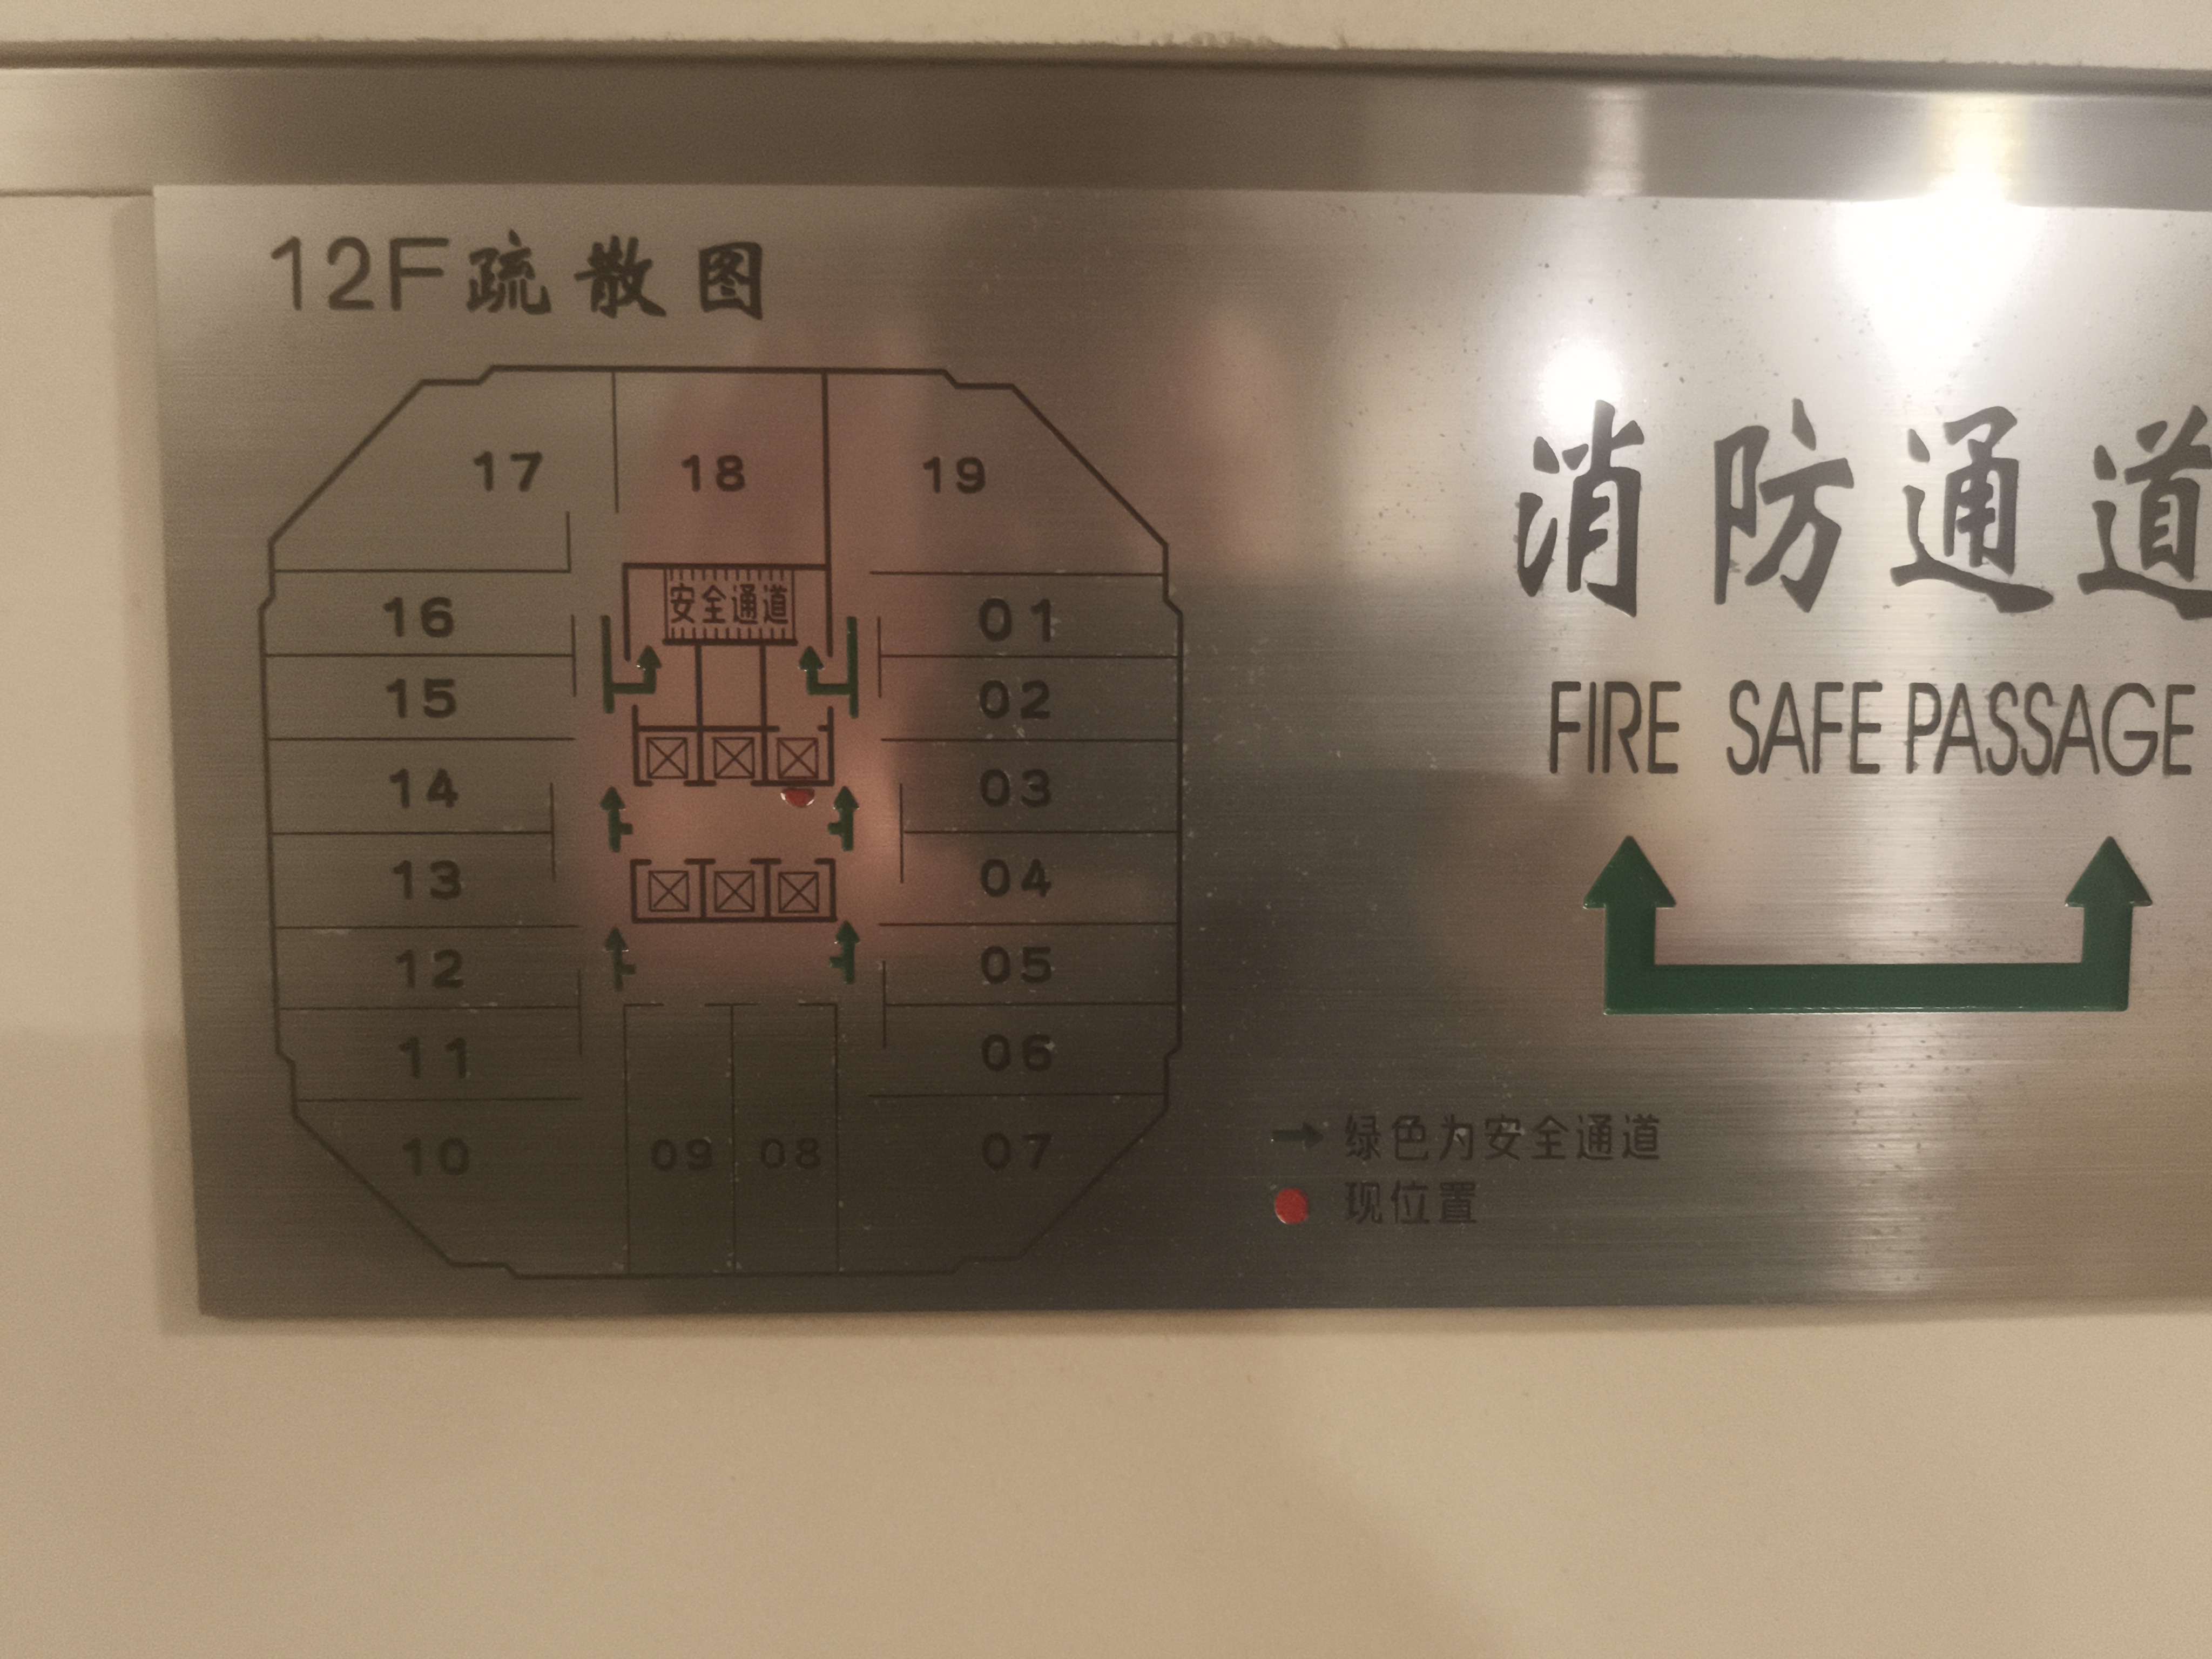 12F疏散图
17 18 19
安全通道
16 01
15 02
14 03
13 04
12 05
11 06
10 09 08 07
消防通道
FIRE SAFE PASSAGE
绿色为安全通道
现位置